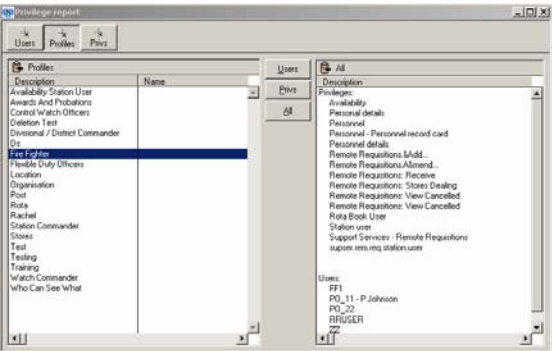 Privilege report
Users
Profiles
Privs
Profiles
Description Name
Availability Station User
Awards And Probations
Control Watch Officers
Deletion Test
Divisional / District Commander
Ds
Fire Fighter
Flexible Duty Officers
Location
Organisation
Post
Rota
Rachel
Station Commander
Stores
Test
Testing
Training
Watch Commander
Who Can See What
Users
Privs
All
All
Description
Privileges:
Availability
Personal details
Personnel
Personnel - Personnel record card
Personnel details
Remote Requisitions.&Add...
Remote Requisitions.A&mend...
Remote Requisitions: Receive
Remote Requisitions: Stores Dealing
Remote Requisitions: View Cancelled
Remote Requisitions: View Cancelled
Rota Book User
Station user
Support Services - Remote Requisitions
supser.rem.req.station.user
Users:
FF1
PO_11 - P Johnson
PO_22
RRUSER
ZZ